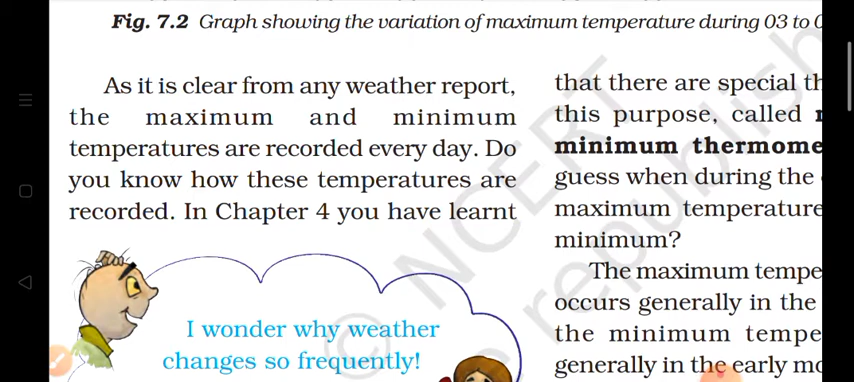 Fig. 7.2 Graph showing the variation of maximum temperature during 03 to
As it is clear from any weather report,
the maximum and minimum
temperatures are recorded every day. Do
you know how these temperatures are
recorded. In Chapter 4 you have learnt
I wonder why weather
changes so frequently!
that there are special
this purpose, called
minimum
guess when during the
maximum temperature
minimum?
The maximum
occurs generally in the
the minimum
generally in the early
© NCERT
republish